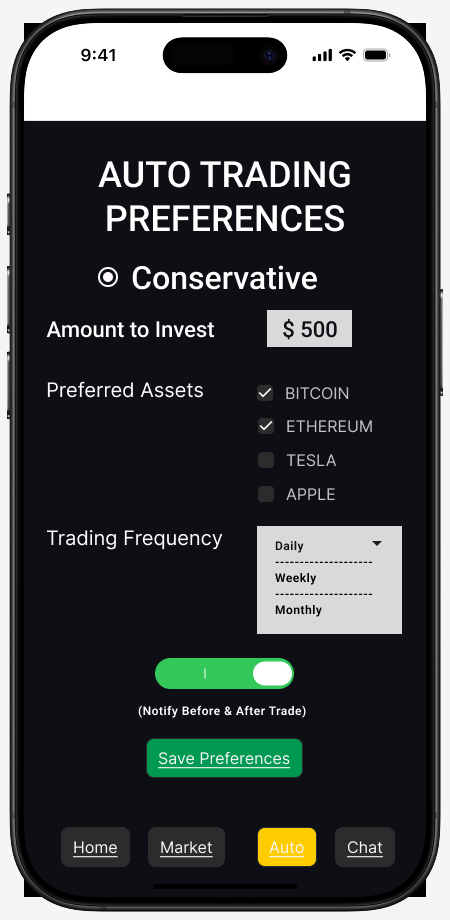 9:41
AUTO TRADING
PREFERENCES
Conservative
Amount to Invest $ 500
Preferred Assets BITCOIN
ETHEREUM
TESLA
APPLE
Trading Frequency Daily
--------------------
Weekly
--------------------
Monthly
(Notify Before & After Trade)
Save Preferences
Home Market Auto Chat